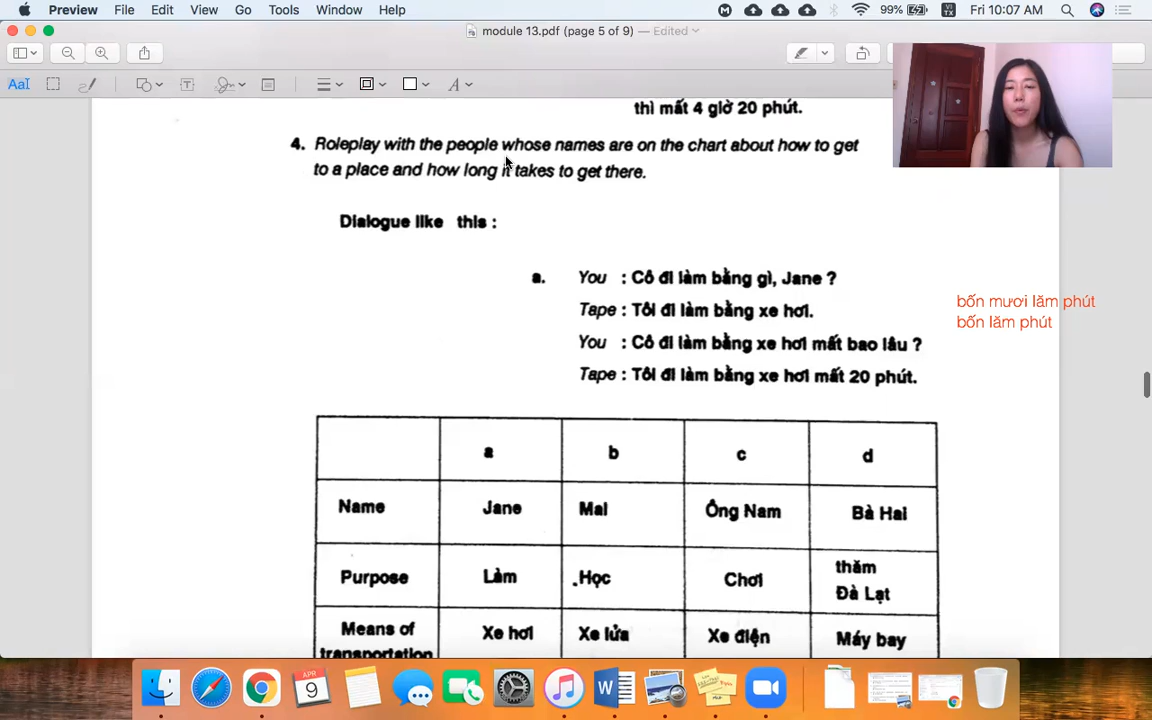 Preview File Edit View Go Tools Window Help 99% VI TX Fri 10:07 AM
module 13.pdf (page 5 of 9) — Edited
thì mất 4 giờ 20 phút.
4. Roleplay with the people whose names are on the chart about how to get
to a place and how long it takes to get there.
Dialogue like this :
a. You : Cô đi làm bằng gì, Jane ?
Tape : Tôi đi làm bằng xe hơi.
You : Cô đi làm bằng xe hơi mất bao lâu ?
Tape : Tôi đi làm bằng xe hơi mất 20 phút.
bốn mươi lăm phút
bốn lăm phút
a b c d
Name Jane Mai Ông Nam Bà Hai
Purpose Làm Học Chơi thăm
Đà Lạt
Means of
transportation Xe hơi Xe lửa Xe điện Máy bay
APR
9